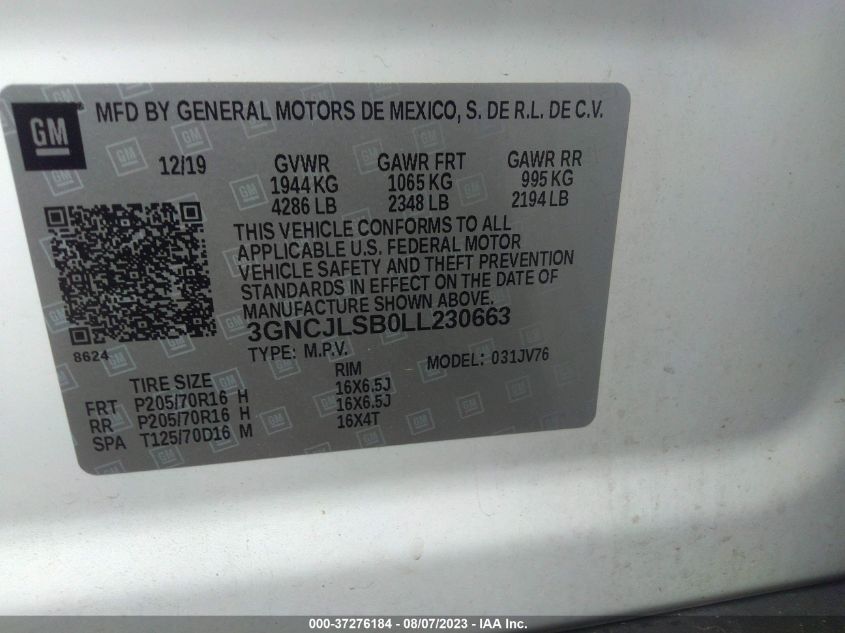 GM MFD BY GENERAL MOTORS DE MEXICO, S. DE R.L. DE C.V.
12/19 GVWR GAWR FRT GAWR RR
1944 KG 1065 KG 995 KG
4286 LB 2348 LB 2194 LB
THIS VEHICLE CONFORMS TO ALL
APPLICABLE U.S. FEDERAL MOTOR
VEHICLE SAFETY AND THEFT PREVENTION
STANDARDS IN EFFECT ON THE DATE OF
MANUFACTURE SHOWN ABOVE.
3GNCJLSB0LL230663
8624 TYPE: M.P.V. MODEL: 031JV76
TIRE SIZE RIM
FRT P205/70R16 H 16X6.5J
RR P205/70R16 H 16X6.5J
SPA T125/70D16 M 16X4T
000-37276184 - 08/07/2023 - IAA Inc.